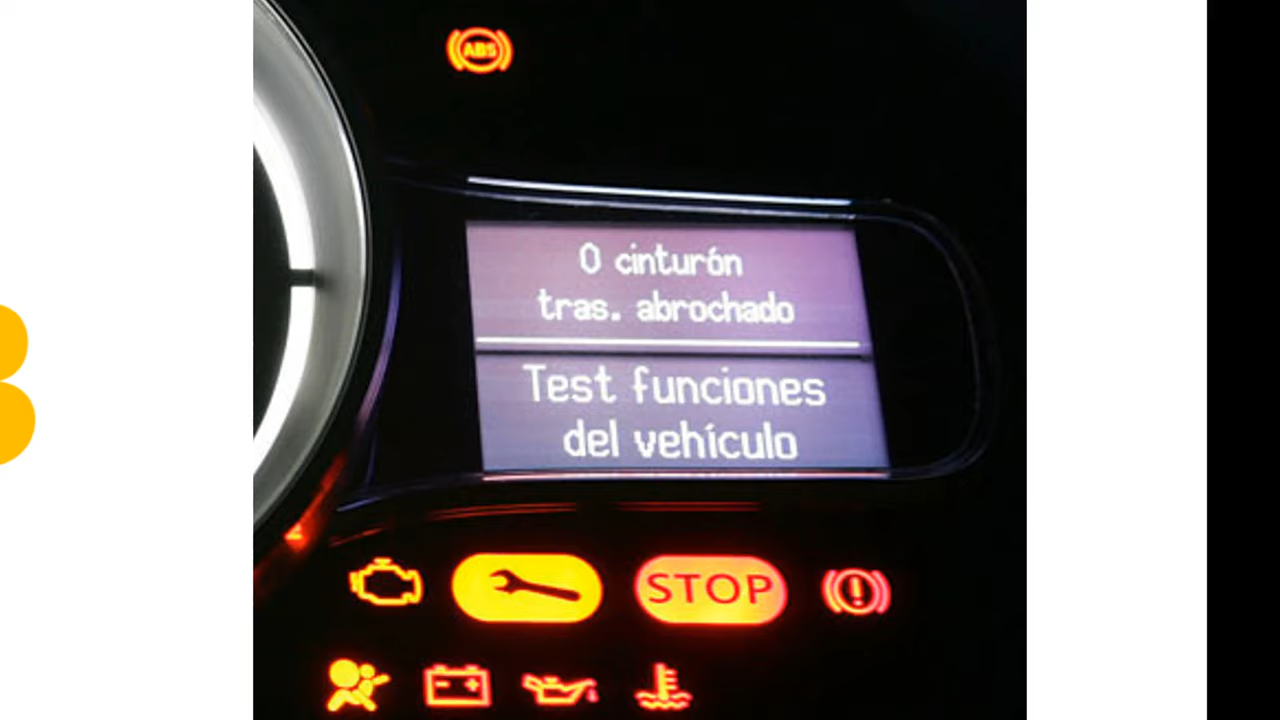 ABS
0 cinturón
tras. abrochado
Test funciones
del vehículo
STOP